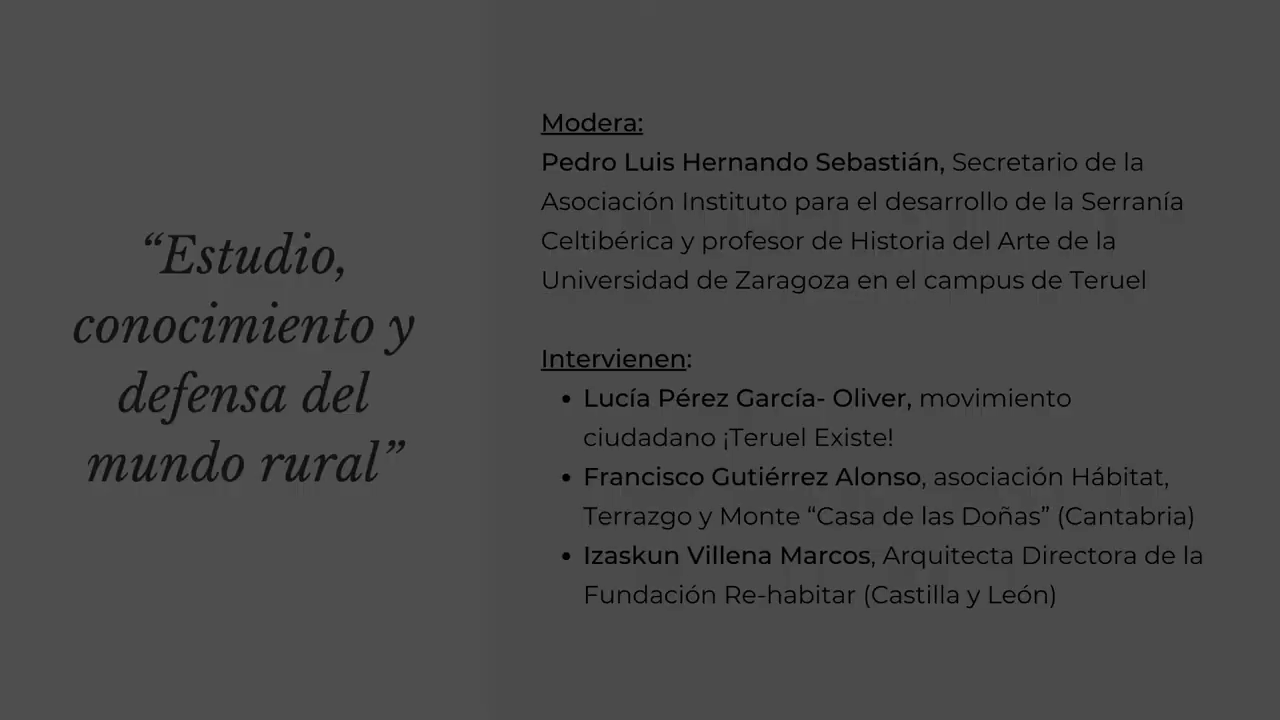 “Estudio,
conocimiento y
defensa del
mundo rural”
Modera:
Pedro Luis Hernando Sebastián, Secretario de la
Asociación Instituto para el desarrollo de la Serranía
Celtibérica y profesor de Historia del Arte de la
Universidad de Zaragoza en el campus de Teruel
Intervienen:
• Lucía Pérez García- Oliver, movimiento
ciudadano ¡Teruel Existe!
• Francisco Gutiérrez Alonso, asociación Hábitat,
Terrazgo y Monte “Casa de las Doñas” (Cantabria)
• Izaskun Villena Marcos, Arquitecta Directora de la
Fundación Re-habitar (Castilla y León)